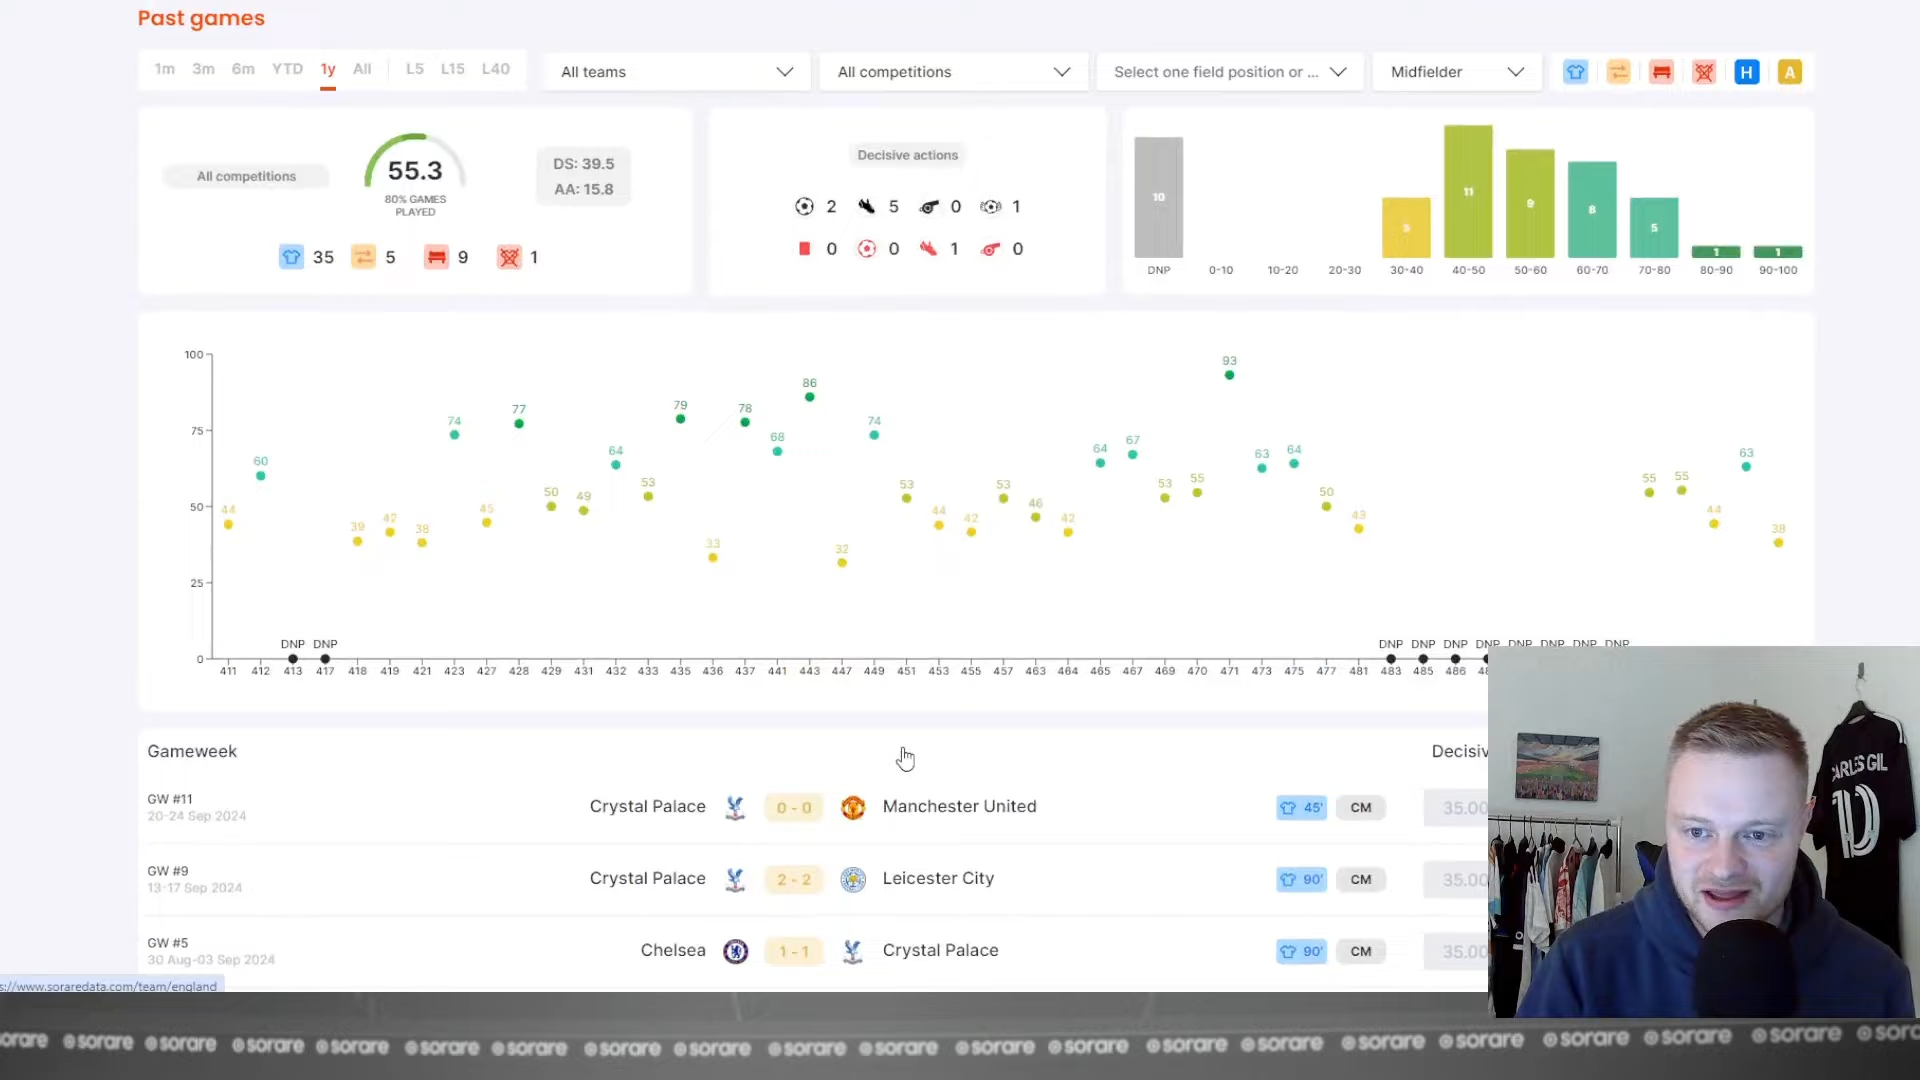 Past games
1m 3m 6m YTD 1y All L5 L15 L40
All teams
All competitions
Select one field position or ...
Midfielder
H
A
All competitions
55.3
80% GAMES
PLAYED
DS: 39.5
AA: 15.8
35 5 9 1
Decisive actions
2 5 0 1
0 0 1 0
10 5 11 9 8 5 1 1
DNP 0-10 10-20 20-30 30-40 40-50 50-60 60-70 70-80 80-90 90-100
100
75
50
25
0
44 60 DNP DNP 39 42 38 74 45 77 50 49 64 53 79 33 78 68 86 32 74 53 44 42 53 46 42 64 67 53 55 93 63 64 50 43 DNP DNP DNP DNP DNP DNP DNP DNP 55 55 44 63 38
411 412 413 417 418 419 421 423 427 428 429 431 432 433 435 436 437 441 443 447 449 451 453 455 457 463 464 465 467 469 470 471 473 475 477 481 483 485 486
Gameweek
Decisiv
GW #11
20-24 Sep 2024
Crystal Palace 0 - 0 Manchester United
45' CM 35.00
GW #9
13-17 Sep 2024
Crystal Palace 2 - 2 Leicester City
90' CM 35.00
GW #5
30 Aug-03 Sep 2024
Chelsea 1 - 1 Crystal Palace
90' CM 35.00
s://www.soraredata.com/team/england
CARLES GIL
10
orare sorare sorare sorare sorare sorare sorare sorare sorare sorare sorare sorare sorare sorare sorare sorare sorare sorare sorare sorare sorare sorar